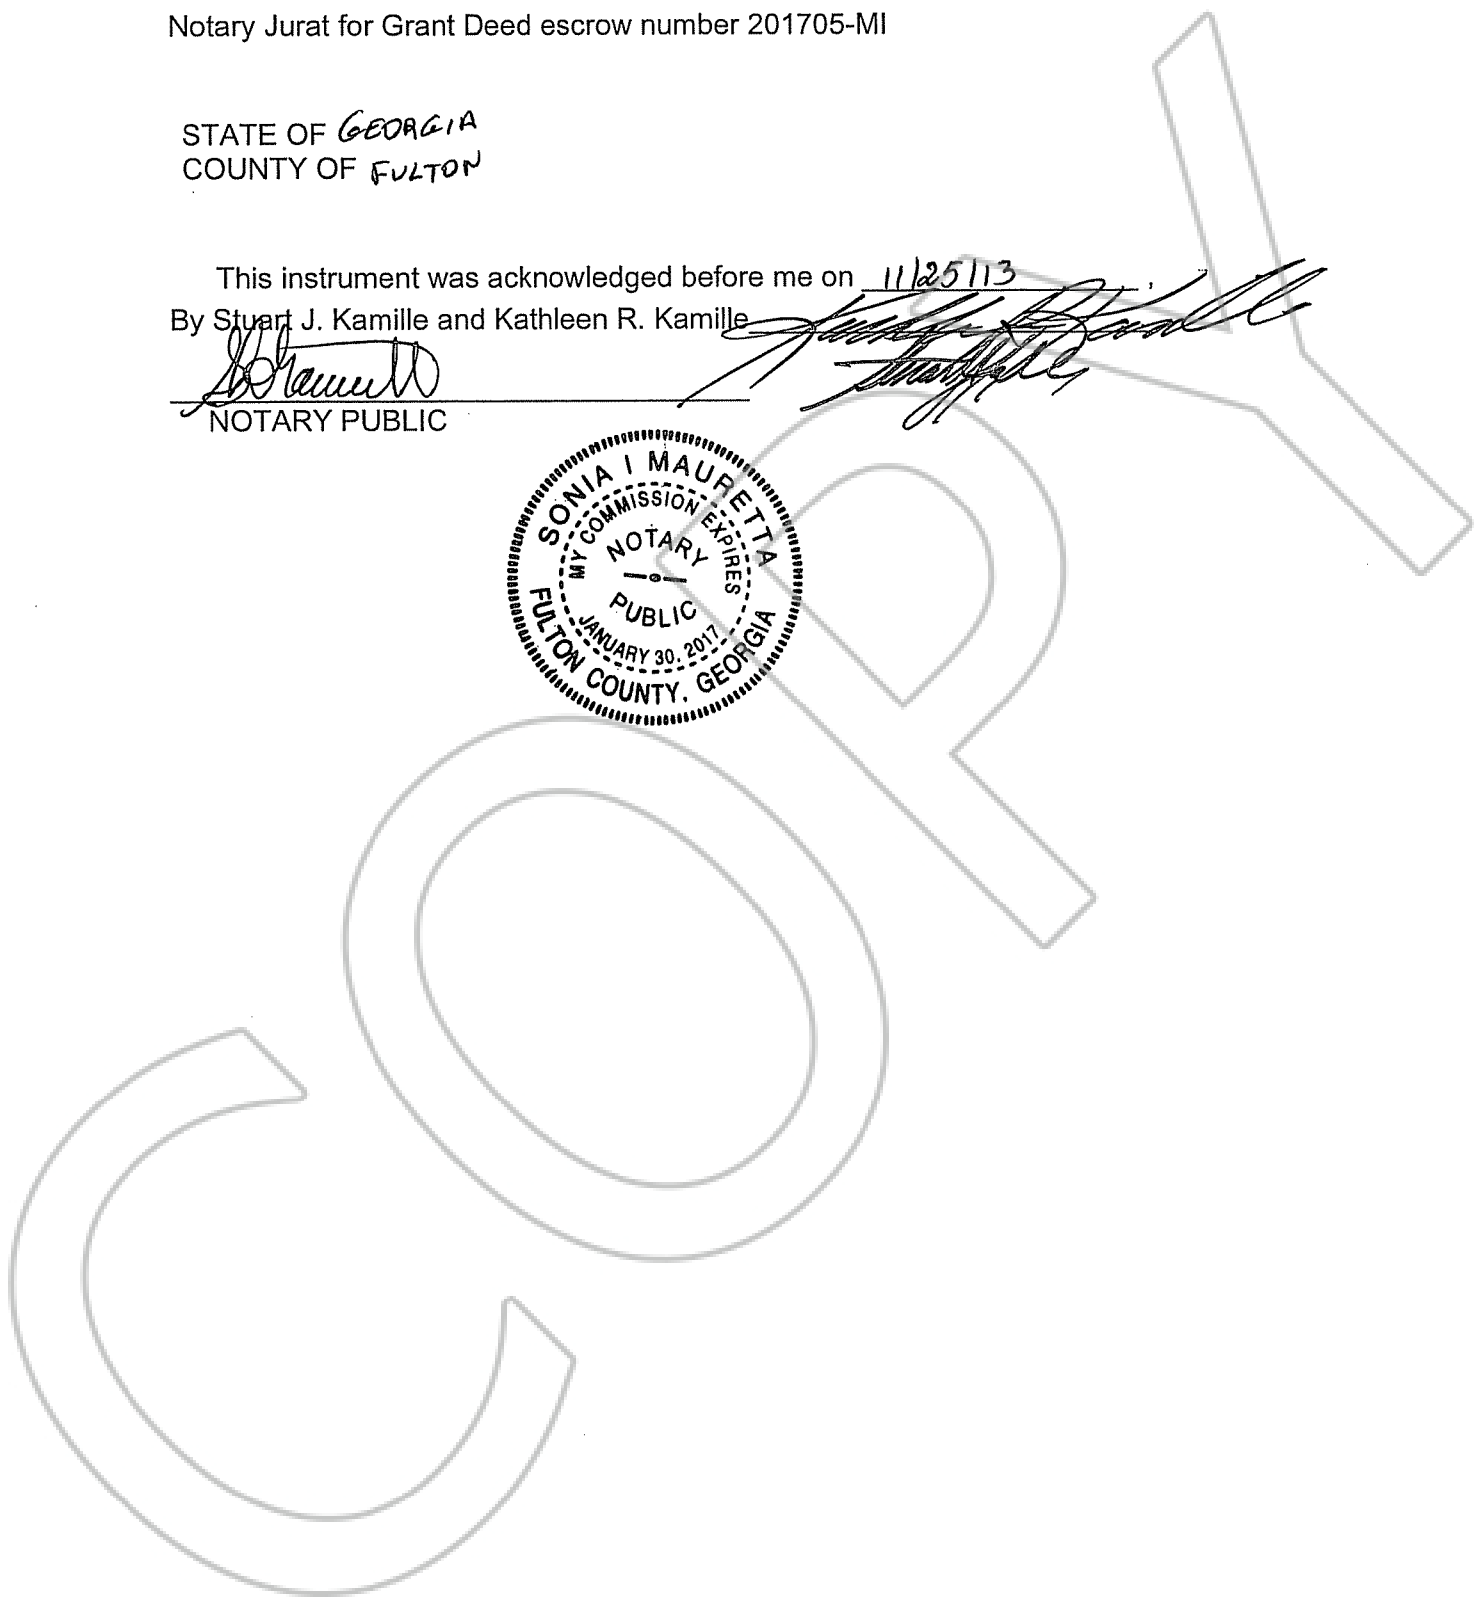 Notary Jurat for Grant Deed escrow number 201705-MI
STATE OF GEORGIA
COUNTY OF FULTON
This instrument was acknowledged before me on 11/25/13.
By Stuart J. Kamille and Kathleen R. Kamille
NOTARY PUBLIC
SONIA I MAURETTA
MY COMMISSION EXPIRES
NOTARY
PUBLIC
JANUARY 30, 2017
FULTON COUNTY, GEORGIA
COPY